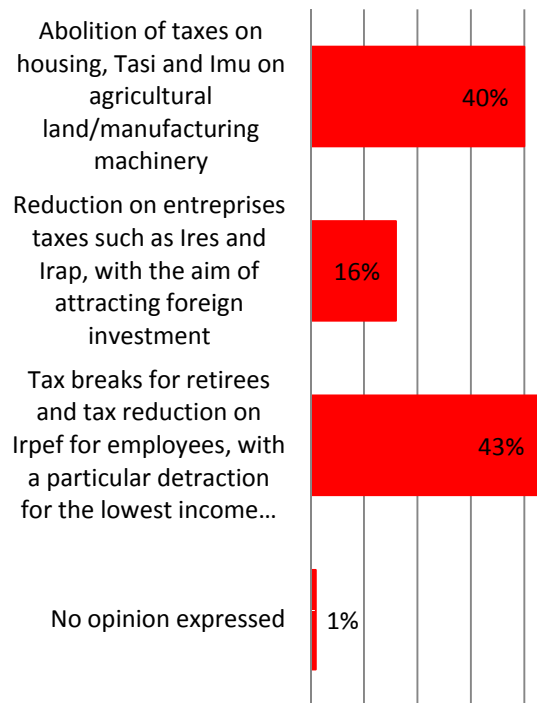 Abolition of taxes on
housing, Tasi and Imu on
agricultural
land/manufacturing
machinery
40%
Reduction on entreprises
taxes such as Ires and
Irap, with the aim of
attracting foreign
investment
16%
Tax breaks for retirees
and tax reduction on
Irpef for employees, with
a particular detraction
for the lowest income…
43%
No opinion expressed
1%